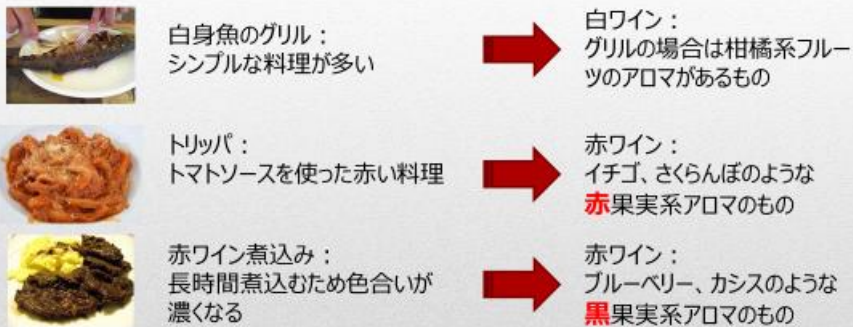 白身魚のグリル：
シンプルな料理が多い
白ワイン：
グリルの場合は柑橘系フルー
ツのアロマがあるもの
トリッパ：
トマトソースを使った赤い料理
赤ワイン：
イチゴ、さくらんぼのような
赤果実系アロマのもの
赤ワイン煮込み：
長時間煮込むため色合いが
濃くなる
赤ワイン：
ブルーベリー、カシスのような
黒果実系アロマのもの